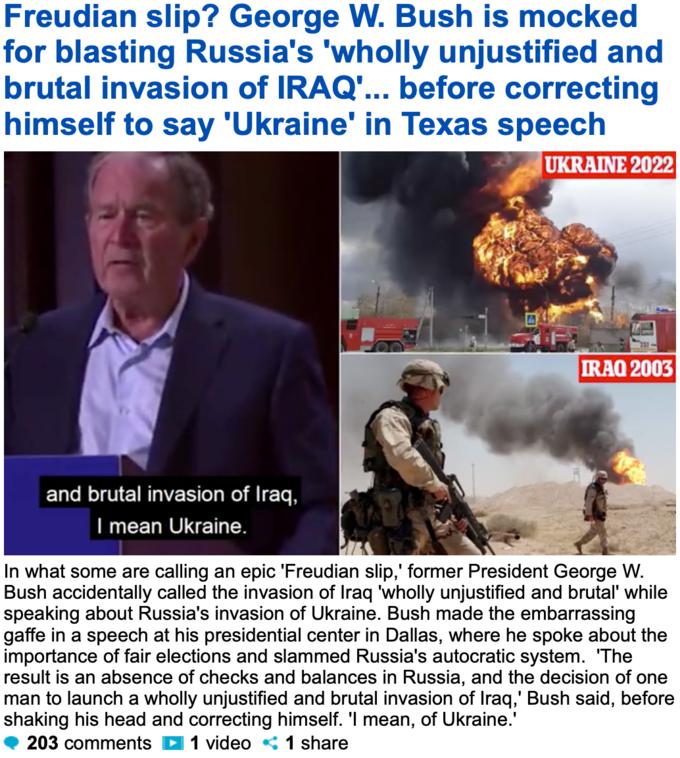 Freudian slip? George W. Bush is mocked
for blasting Russia's 'wholly unjustified and
brutal invasion of IRAQ'... before correcting
himself to say 'Ukraine' in Texas speech
UKRAINE 2022
IRAQ 2003
and brutal invasion of Iraq,
I mean Ukraine.
In what some are calling an epic 'Freudian slip,' former President George W.
Bush accidentally called the invasion of Iraq 'wholly unjustified and brutal' while
speaking about Russia's invasion of Ukraine. Bush made the embarrassing
gaffe in a speech at his presidential center in Dallas, where he spoke about the
importance of fair elections and slammed Russia's autocratic system. 'The
result is an absence of checks and balances in Russia, and the decision of one
man to launch a wholly unjustified and brutal invasion of Iraq,' Bush said, before
shaking his head and correcting himself. 'I mean, of Ukraine.'
203 comments 1 video 1 share